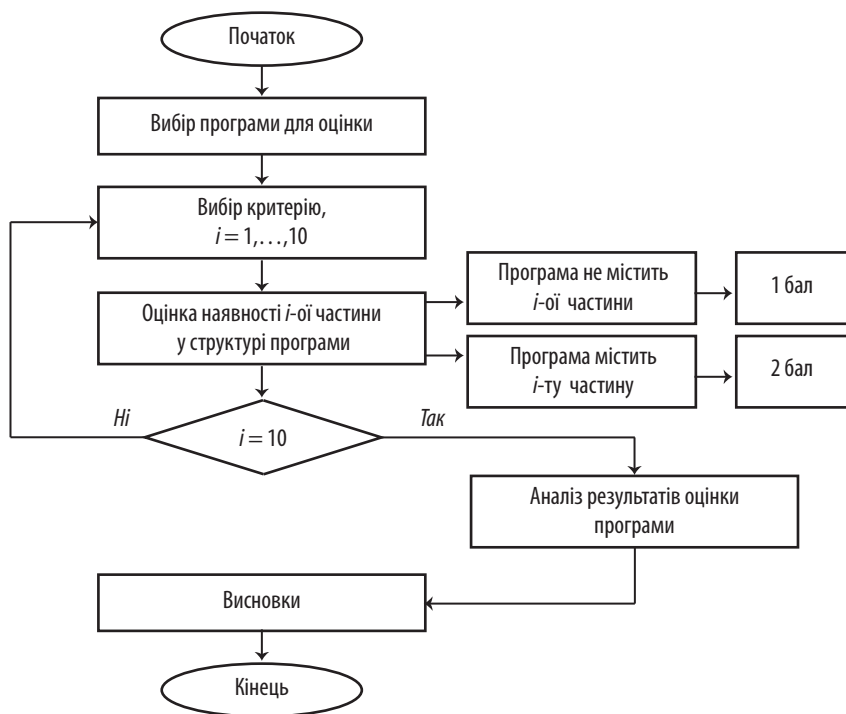 Початок
Вибір програми для оцінки
Вибір критерію,
i = 1,…,10
Оцінка наявності i-ої частини
у структурі програми
Програма не містить
i-ої частини
1 бал
Програма містить
i-ту частину
2 бал
Ні
i = 10
Так
Аналіз результатів оцінки
програми
Висновки
Кінець